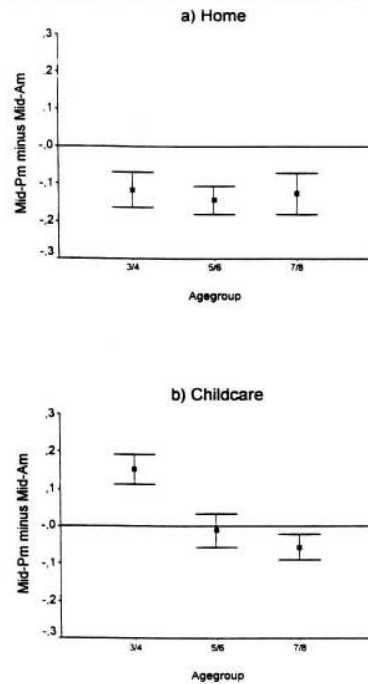 a) Home
,3
,2
,1
-,0
-,1
-,2
-,3
Mid-Pm minus Mid-Am
3/4 5/6 7/8
Agegroup
b) Childcare
,3
,2
,1
-,0
-,1
-,2
-,3
Mid-Pm minus Mid-Am
3/4 5/6 7/8
Agegroup